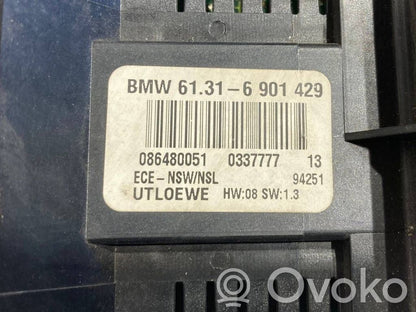 BMW 61.31-6 901 429
086480051 0337777 13
ECE-NSW/NSL 94251
UTLOEWE HW:08 SW:1.3
Ovoko